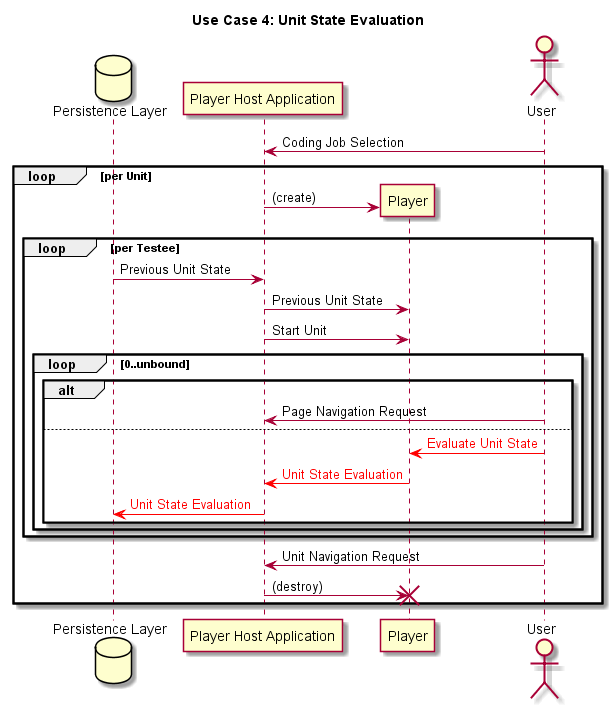 Use Case 4: Unit State Evaluation
Persistence Layer
Player Host Application
User
Coding Job Selection
loop [per Unit]
(create)
Player
loop [per Testee]
Previous Unit State
Previous Unit State
Start Unit
loop [0..unbound]
alt
Page Navigation Request
Evaluate Unit State
Unit State Evaluation
Unit State Evaluation
Unit Navigation Request
(destroy)
Persistence Layer
Player Host Application
Player
User